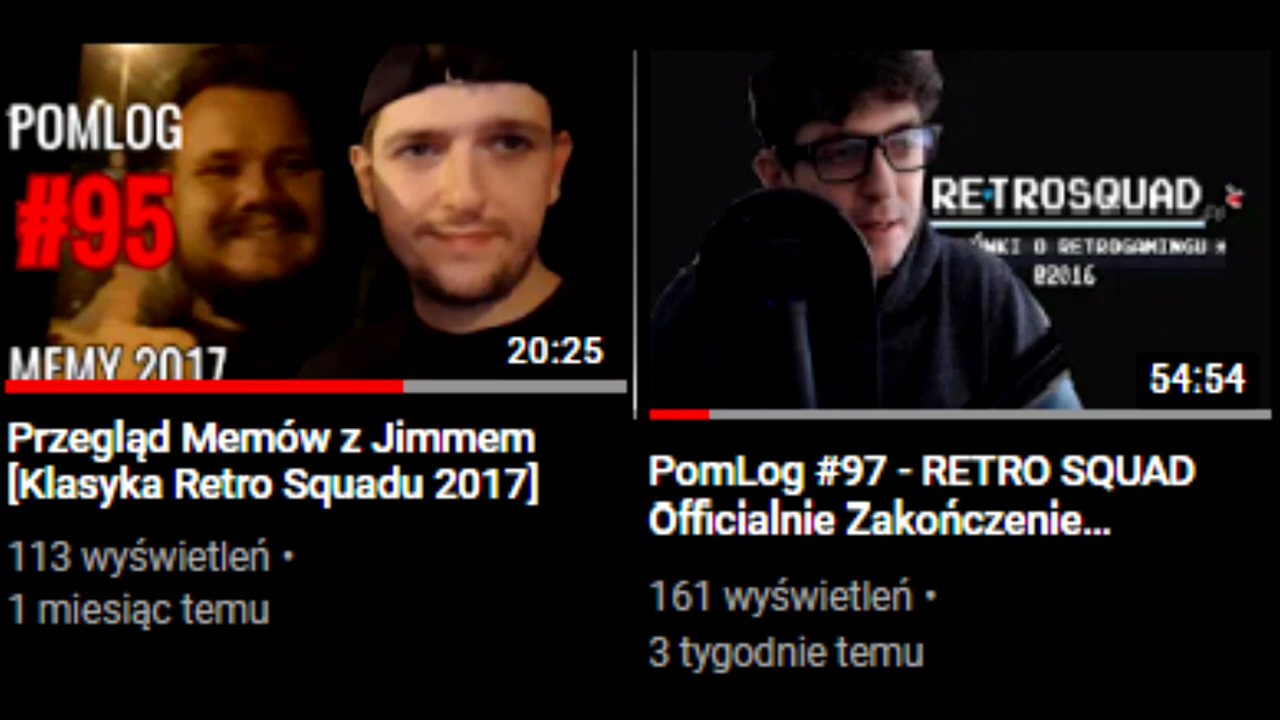 POMLOG
#95
MEMY 2017
20:25
Przegląd Memów z Jimmem
[Klasyka Retro Squadu 2017]
113 wyświetleń •
1 miesiąc temu
RETROSQUAD
O RETROGAMINGU
@2016
54:54
PomLog #97 - RETRO SQUAD
Officialnie Zakończenie...
161 wyświetleń •
3 tygodnie temu